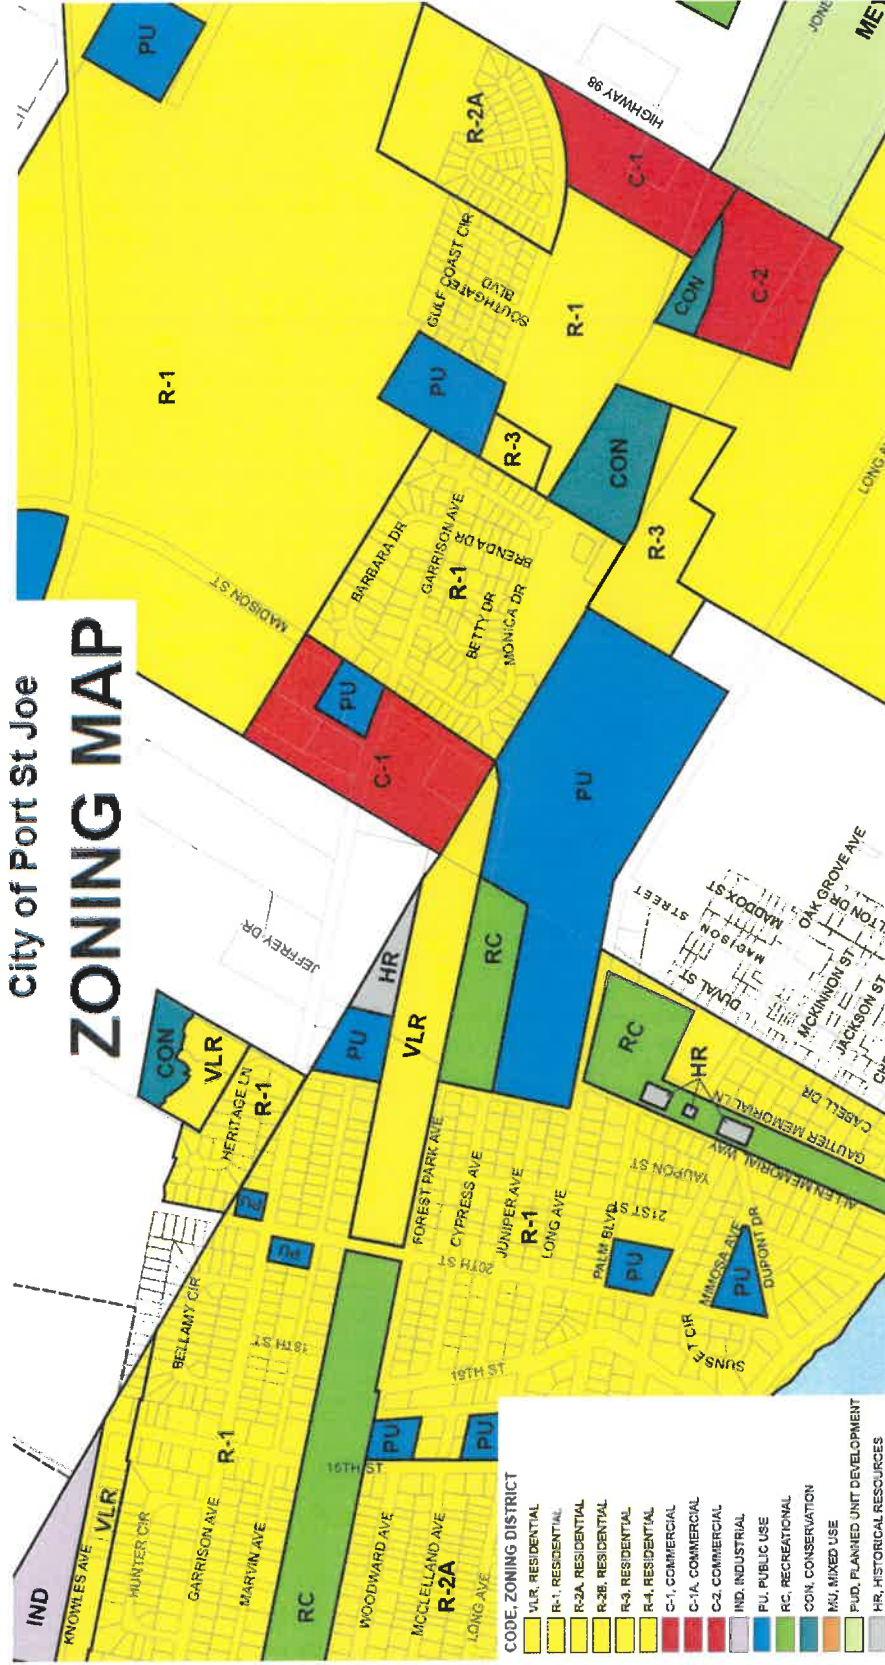 City of Port St Joe
ZONING MAP
PU
R-1
R-2A
HIGHWAY 98
C-1
GULF COAST CIR
SOUTHGATE
BLVD
R-1
CON
C-2
PU
R-3
CON
R-3
MADISON ST
BARBARA DR
GARRISON AVE
BRENDA DR
R-1
BETTY DR
MONICA DR
PU
C-1
PU
JEFFREY DR
HR
PU
VLR
RC
CON
VLR
HERITAGE LN
R-1
STREET
MADISON
MADDOX ST
DUVAL ST
OAK GROVE AVE
MCKINNON ST
JACKSON ST
RC
HR
CABELL DR
GAUTIER MEMORIAL LN
ALLEN MEMORIAL WAY
YAUPON ST
21ST ST
FOREST PARK AVE
CYPRESS AVE
JUNIPER AVE
R-1
LONG AVE
20TH ST
PALM BLVD
PU
MIMOSA AVE
PU
DUPONT DR
SUNSET CIR
PU
PU
BELLAMY CIR
18TH ST
19TH ST
R-1
16TH ST
PU
PU
IND
KNOWLES AVE
VLR
HUNTER CIR
GARRISON AVE
MARVIN AVE
RC
WOODWARD AVE
MCCLELLAND AVE
R-2A
LONG AVE
CODE, ZONING DISTRICT
VLR, RESIDENTIAL
R-1, RESIDENTIAL
R-2A, RESIDENTIAL
R-2B, RESIDENTIAL
R-3, RESIDENTIAL
R-4, RESIDENTIAL
C-1, COMMERCIAL
C-1A, COMMERCIAL
C-2, COMMERCIAL
IND, INDUSTRIAL
PU, PUBLIC USE
RC, RECREATIONAL
CON, CONSERVATION
MU, MIXED USE
PUD, PLANNED UNIT DEVELOPMENT
HR, HISTORICAL RESOURCES